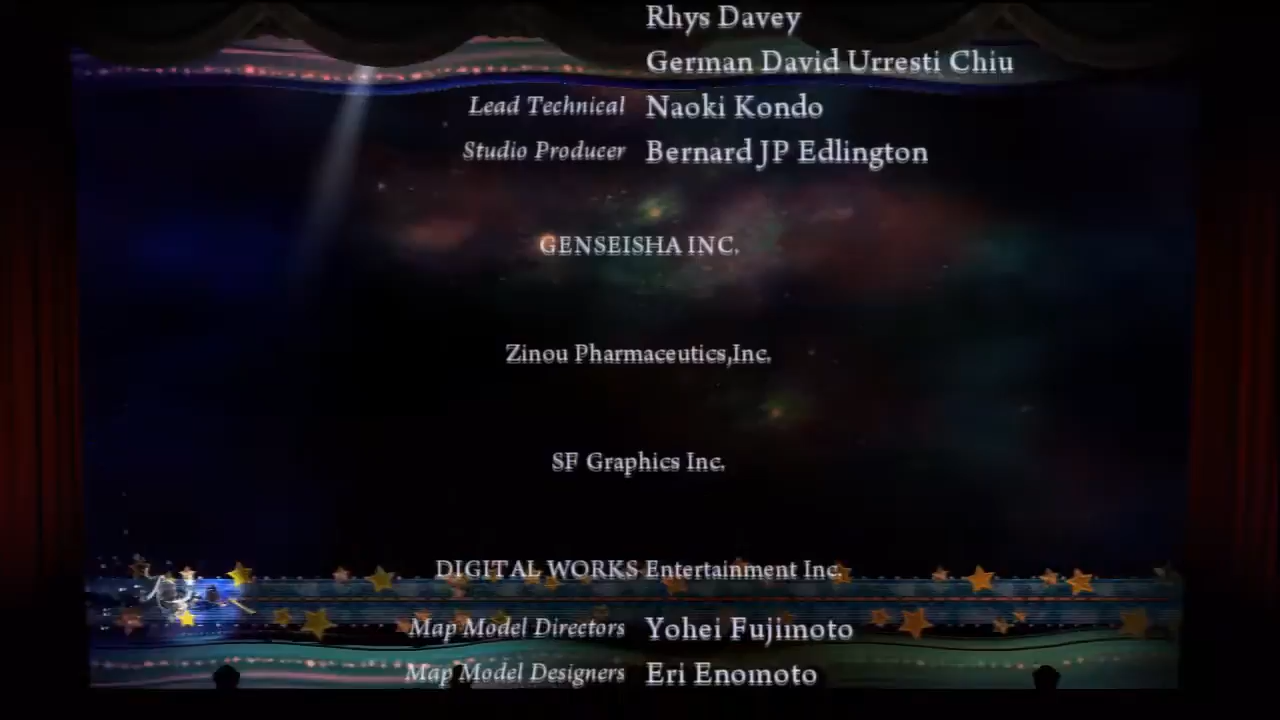 Rhys Davey
German David Urresti Chiu
Lead Technical Naoki Kondo
Studio Producer Bernard JP Edlington
GENSEISHA INC.
Zinou Pharmaceutics,Inc.
SF Graphics Inc.
DIGITAL WORKS Entertainment Inc.
Map Model Directors Yohei Fujimoto
Map Model Designers Eri Enomoto